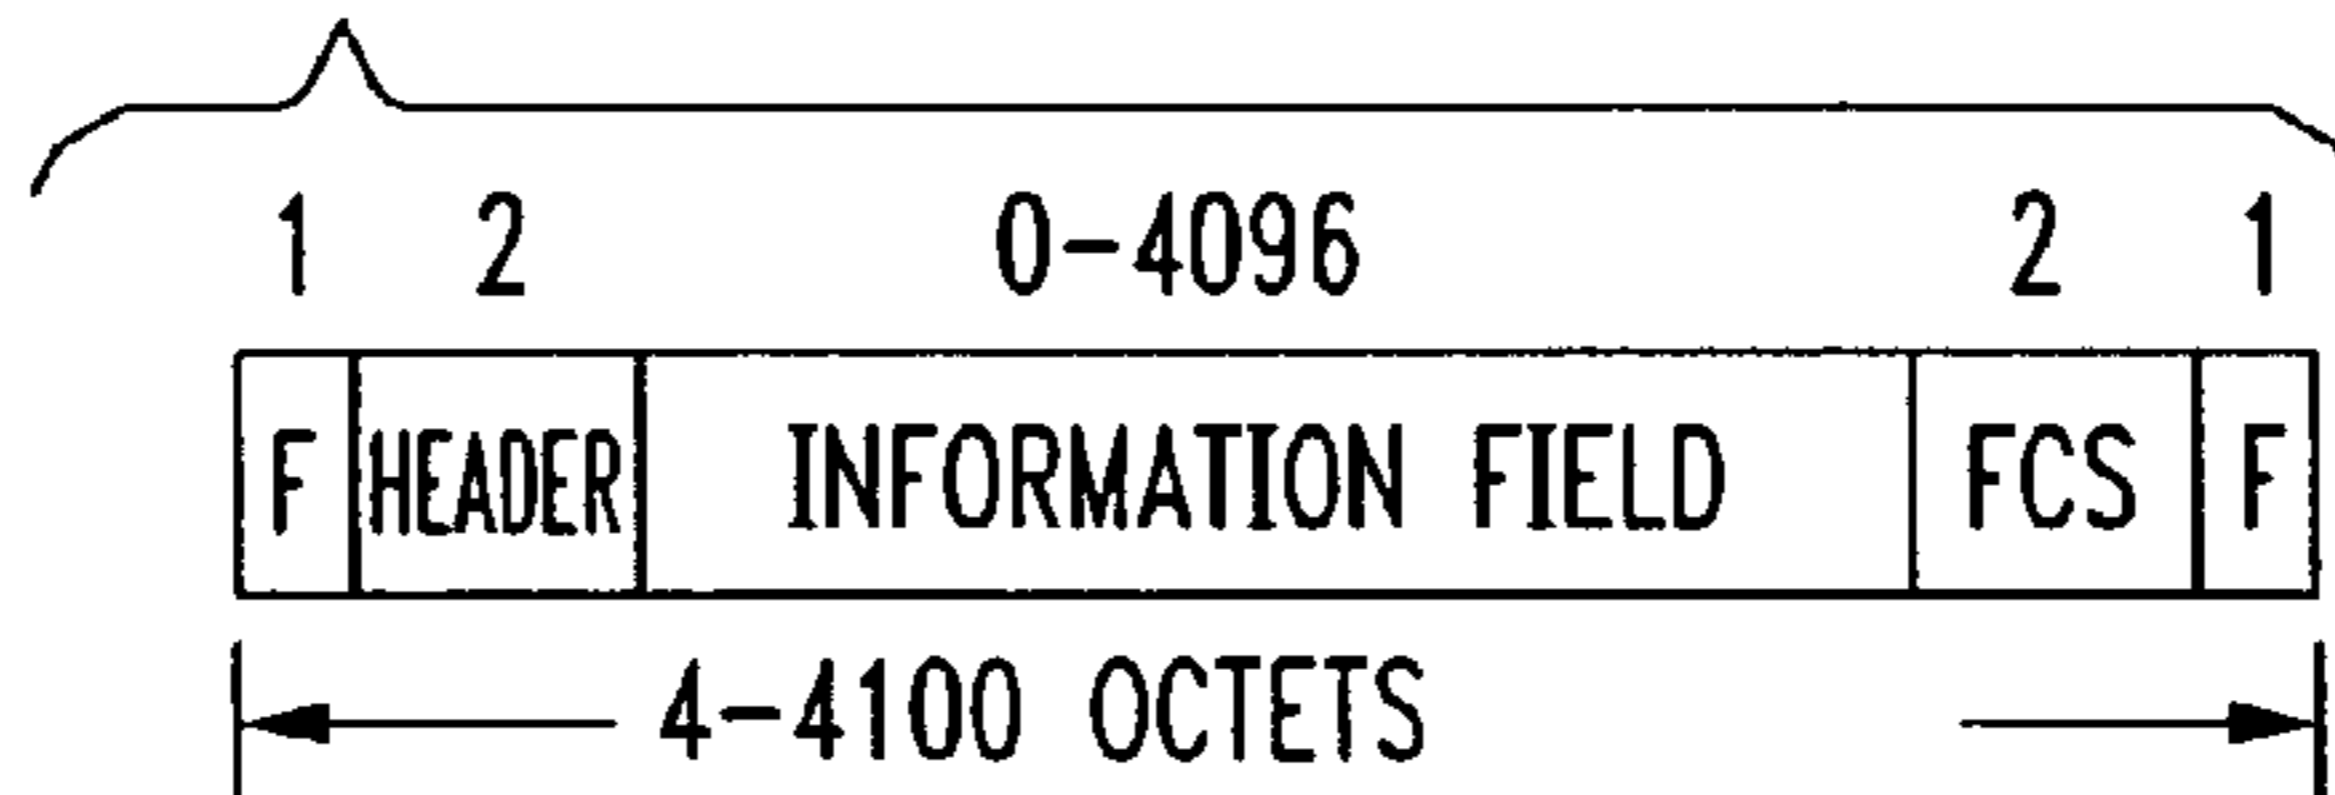 1 2 0-4096 2 1
F HEADER INFORMATION FIELD FCS F
4-4100 OCTETS